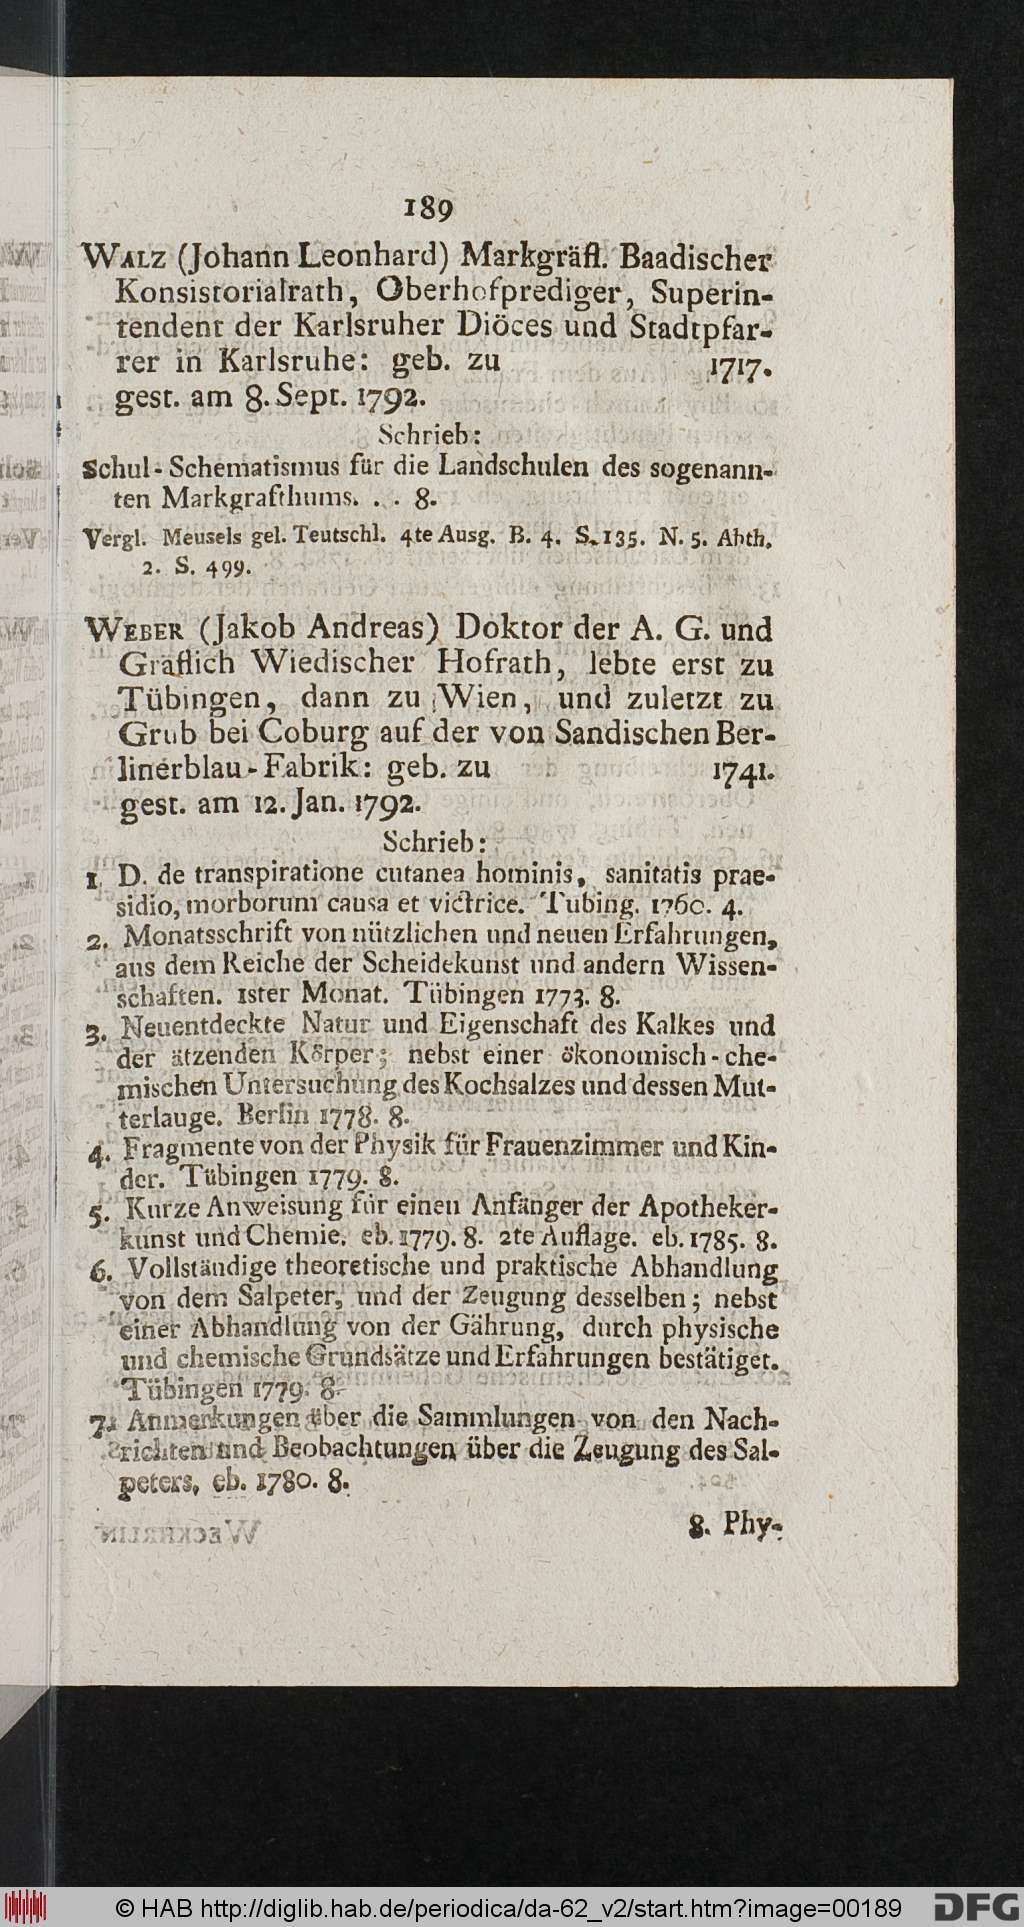 189
WALZ (Johann Leonhard) Markgräfl. Baadischer
Konsistorialrath, Oberhofprediger, Superin-
tendent der Karlsruher Diöces und Stadtpfar-
rer in Karlsruhe: geb. zu 1717.
gest. am 8. Sept. 1792.
Schrieb:
Schul-Schematismus für die Landschulen des sogenann-
ten Markgrafthums. . . 8.
Vergl. Meusels gel. Teutschl. 4te Ausg. B. 4. S. 135. N. 5. Abth.
2. S. 499.
WEBER (Jakob Andreas) Doktor der A. G. und
Gräflich Wiedischer Hofrath, lebte erst zu
Tübingen, dann zu Wien, und zuletzt zu
Grub bei Coburg auf der von Sandischen Ber-
linerblau-Fabrik: geb. zu 1741.
gest. am 12. Jan. 1792.
Schrieb:
1. D. de transpiratione cutanea hominis, sanitatis prae-
sidio, morborum causa et victrice. Tubing. 1760. 4.
2. Monatsschrift von nützlichen und neuen Erfahrungen,
aus dem Reiche der Scheidekunst und andern Wissen-
schaften. 1ster Monat. Tübingen 1773. 8.
3. Neuentdeckte Natur und Eigenschaft des Kalkes und
der ätzenden Körper; nebst einer ökonomisch-che-
mischen Untersuchung des Kochsalzes und dessen Mut-
terlauge. Berlin 1778. 8.
4. Fragmente von der Physik für Frauenzimmer und Kin-
der. Tübingen 1779. 8.
5. Kurze Anweisung für einen Anfänger der Apotheker-
kunst und Chemie. eb. 1779. 8. 2te Auflage. eb. 1785. 8.
6. Vollständige theoretische und praktische Abhandlung
von dem Salpeter, und der Zeugung desselben; nebst
einer Abhandlung von der Gährung, durch physische
und chemische Grundsätze und Erfahrungen bestätiget.
Tübingen 1779. 8.
7. Anmerkungen über die Sammlungen von den Nach-
richten und Beobachtungen über die Zeugung des Sal-
peters, eb. 1780. 8.
8. Phy-
© HAB http://diglib.hab.de/periodica/da-62_v2/start.htm?image=00189
DFG